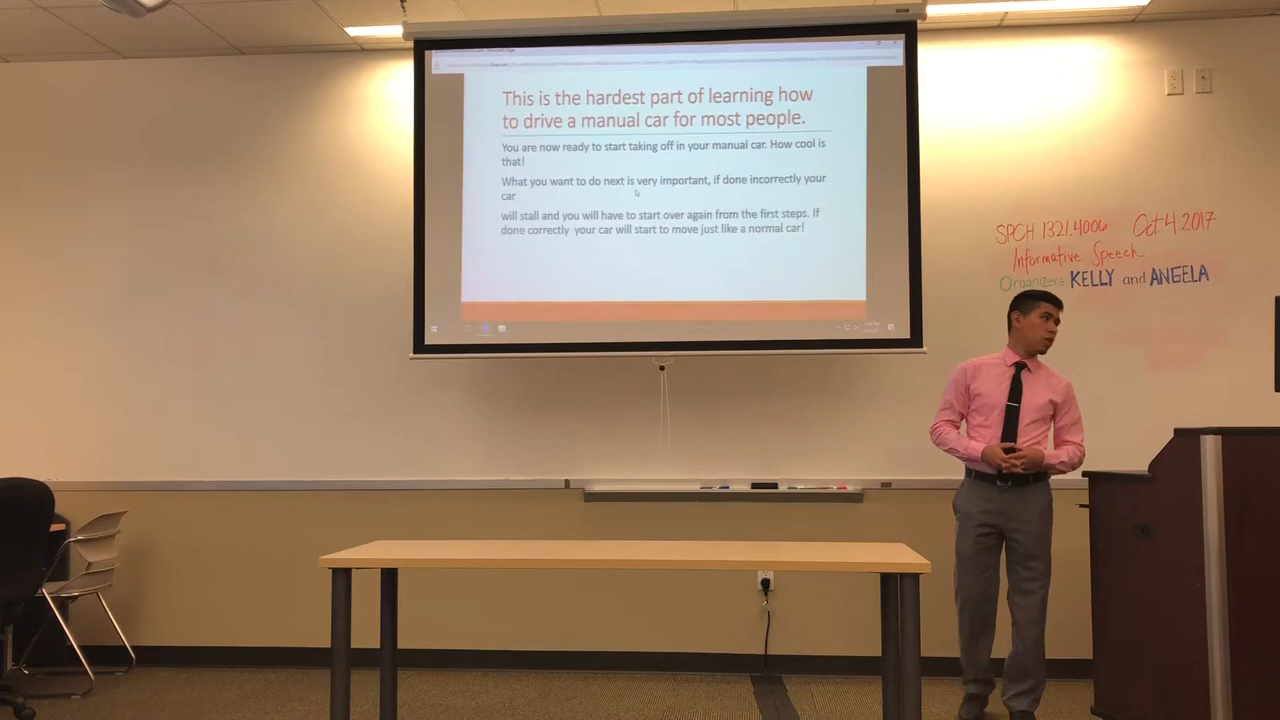 This is the hardest part of learning how
to drive a manual car for most people.
You are now ready to start taking off in your manual car. How cool is
that!
What you want to do next is very important, if done incorrectly your
car
will stall and you will have to start over again from the first steps. If
done correctly your car will start to move just like a normal car!
SPCH 1321.4006 Oct 4 2017
Informative Speech
Organizers KELLY and ANGELA